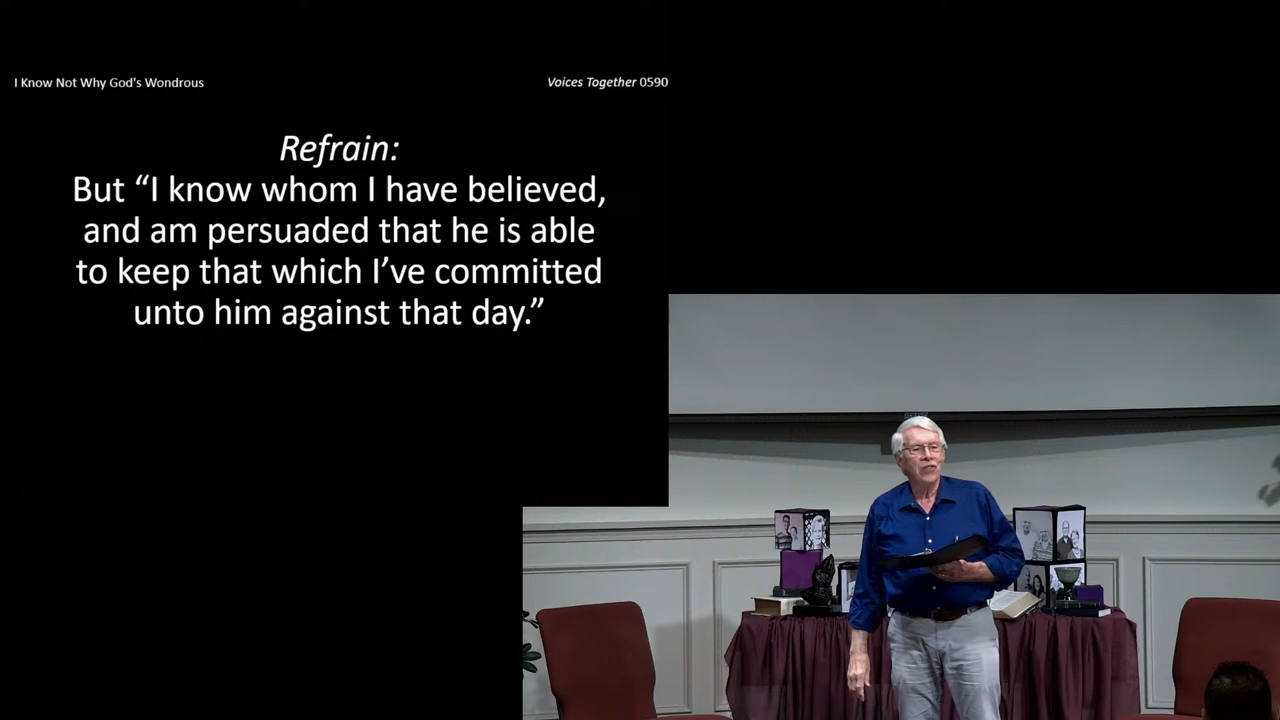 I Know Not Why God's Wondrous
Voices Together 0590
Refrain:
But “I know whom I have believed,
and am persuaded that he is able
to keep that which I’ve committed
unto him against that day.”